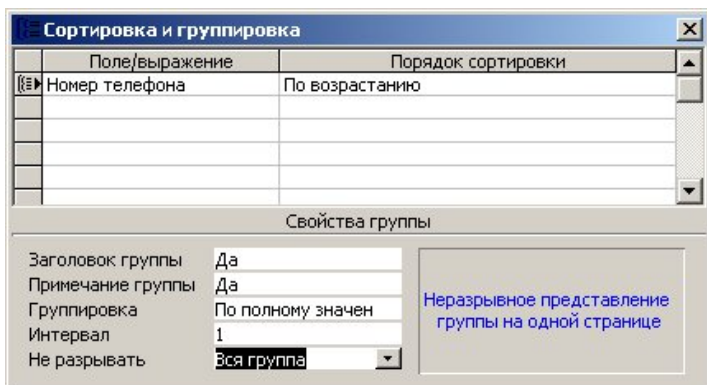 Сортировка и группировка
Поле/выражение Порядок сортировки
Номер телефона По возрастанию
Свойства группы
Заголовок группы Да
Примечание группы Да
Группировка По полному значен
Интервал 1
Не разрывать Вся группа
Неразрывное представление
группы на одной странице